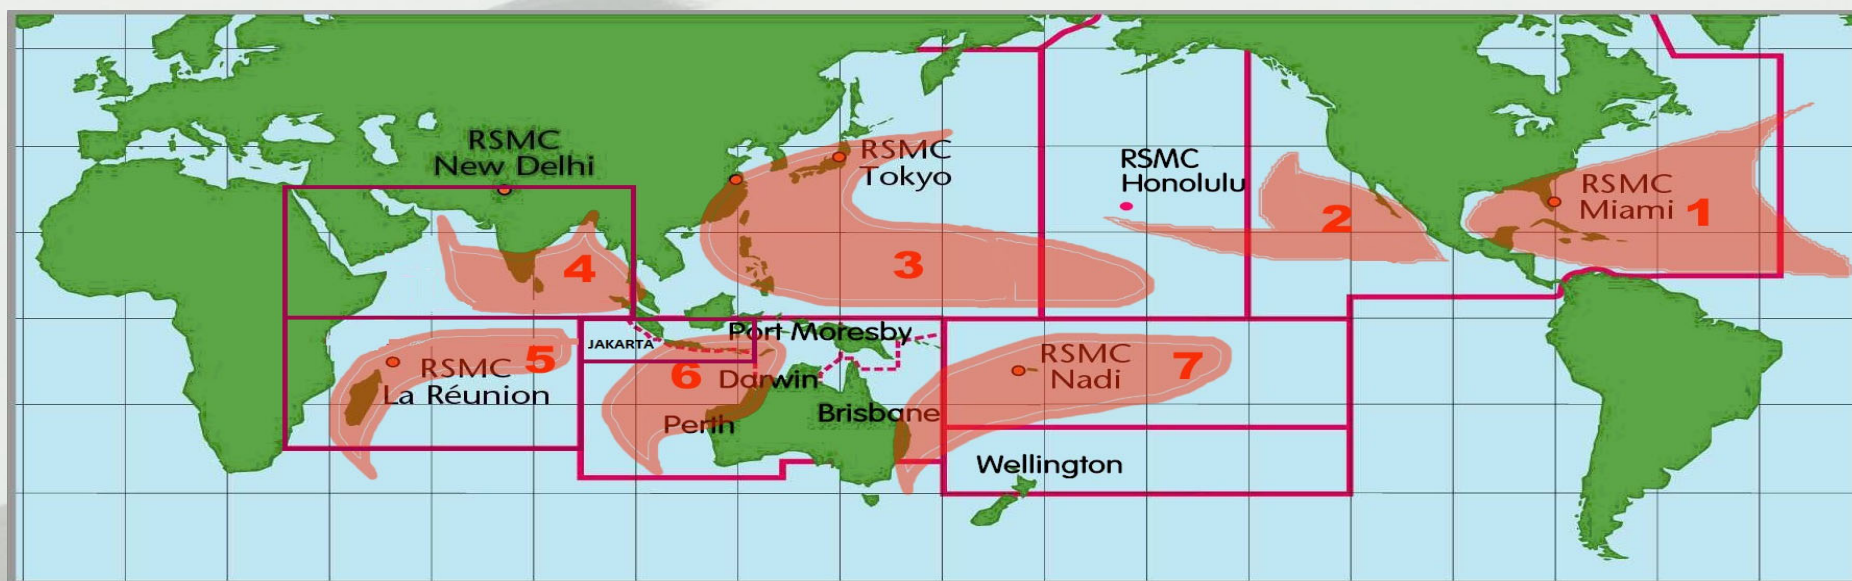 RSMC
New Delhi
RSMC
Tokyo
RSMC
Honolulu
RSMC
Miami
1
2
3
4
5
6
7
Port Moresby
JAKARTA
RSMC
La Réunion
Darwin
RSMC
Nadi
Brisbane
Perth
Wellington